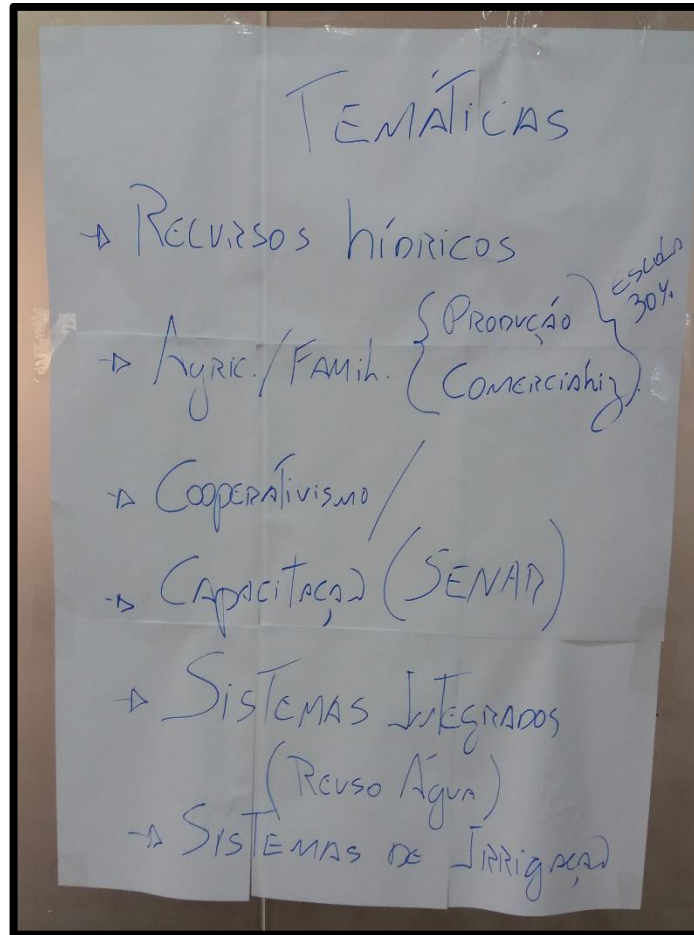 TEMÁTICAS
→ RECURSOS hÍDRICOS
→ AGRIC. / FAMIL. { PRODUÇÃO } ESCOLA
COMERCIALIZ. 30%
→ COOPERATIVISMO /
→ CAPACITAÇÃO (SENAR)
→ SISTEMAS INTEGRADOS
(REUSO ÁGUA)
→ SISTEMAS DE IRRIGAÇÃO